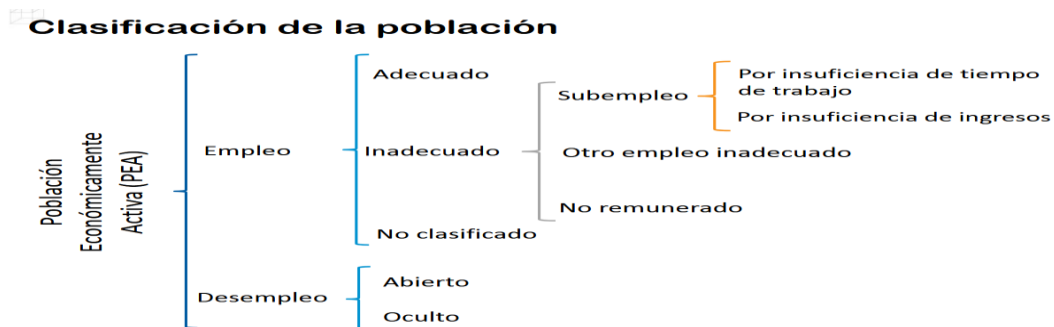 Clasificación de la población
Población
Económicamente
Activa (PEA)
Empleo
Adecuado
Inadecuado
Subempleo
Por insuficiencia de tiempo
de trabajo
Por insuficiencia de ingresos
Otro empleo inadecuado
No remunerado
No clasificado
Desempleo
Abierto
Oculto